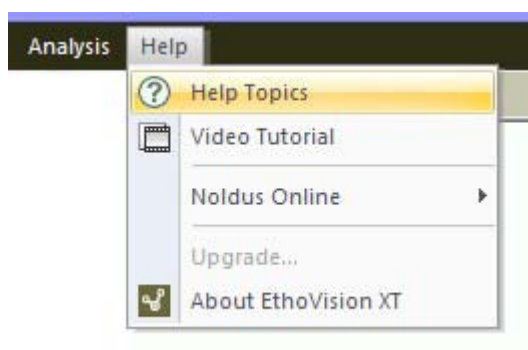 Analysis Help
Help Topics
Video Tutorial
Noldus Online
Upgrade...
About EthoVision XT